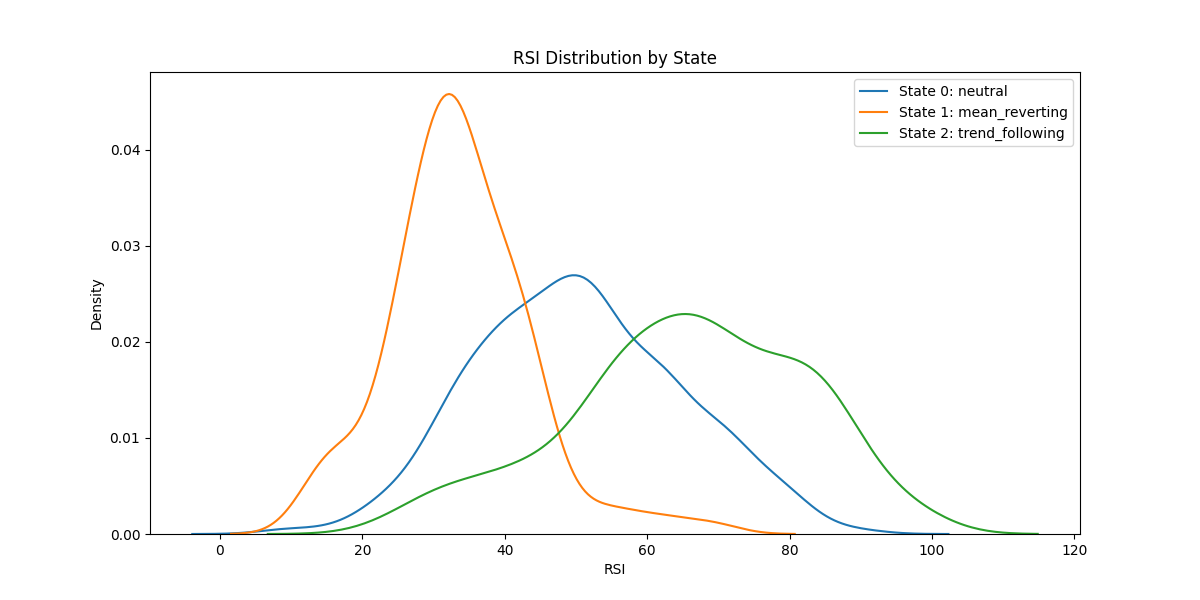 RSI Distribution by State
State 0: neutral
State 1: mean_reverting
State 2: trend_following
Density
0.04
0.03
0.02
0.01
0.00
0 20 40 60 80 100 120
RSI